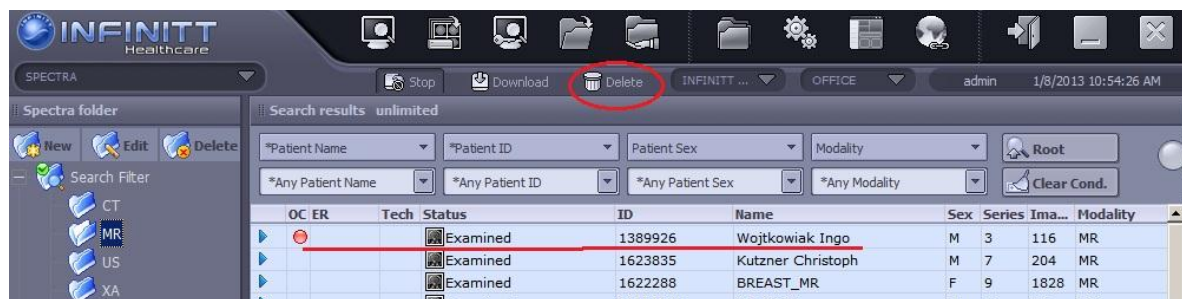 INFINITT
Healthcare
SPECTRA
Stop
Download
Delete
INFINITT ...
OFFICE
admin
1/8/2013 10:54:26 AM
Spectra folder
Search results unlimited
New
Edit
Delete
*Patient Name
*Patient ID
Patient Sex
Modality
Root
*Any Patient Name
*Any Patient ID
*Any Patient Sex
*Any Modality
Clear Cond.
Search Filter
CT
MR
US
XA
OC ER Tech Status ID Name Sex Series Ima... Modality
Examined 1389926 Wojtkowiak Ingo M 3 116 MR
Examined 1623835 Kutzner Christoph M 7 204 MR
Examined 1622288 BREAST_MR F 9 1828 MR